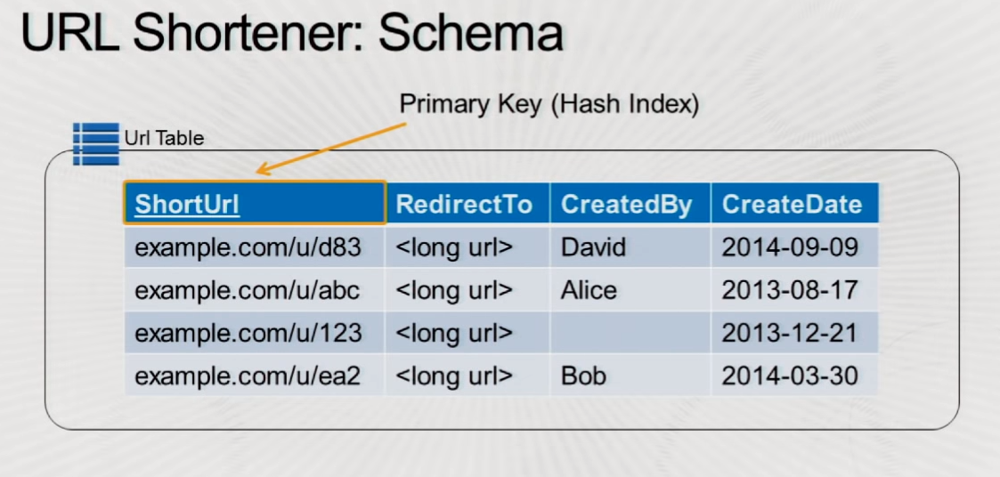 URL Shortener: Schema
Primary Key (Hash Index)
Url Table
ShortUrl RedirectTo CreatedBy CreateDate
example.com/u/d83 <long url> David 2014-09-09
example.com/u/abc <long url> Alice 2013-08-17
example.com/u/123 <long url> 2013-12-21
example.com/u/ea2 <long url> Bob 2014-03-30